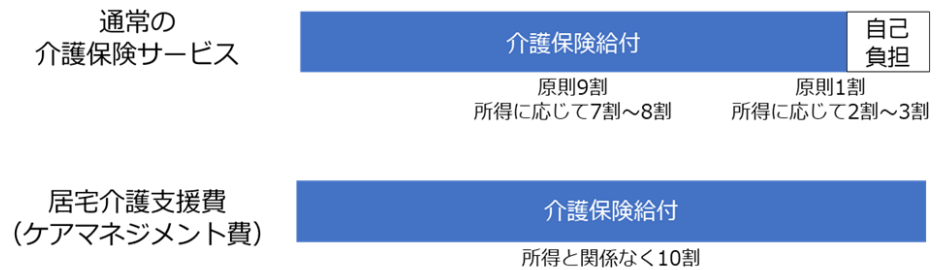 通常の
介護保険サービス
介護保険給付
自己
負担
原則9割
所得に応じて7割～8割
原則1割
所得に応じて2割～3割
居宅介護支援費
（ケアマネジメント費）
介護保険給付
所得と関係なく10割